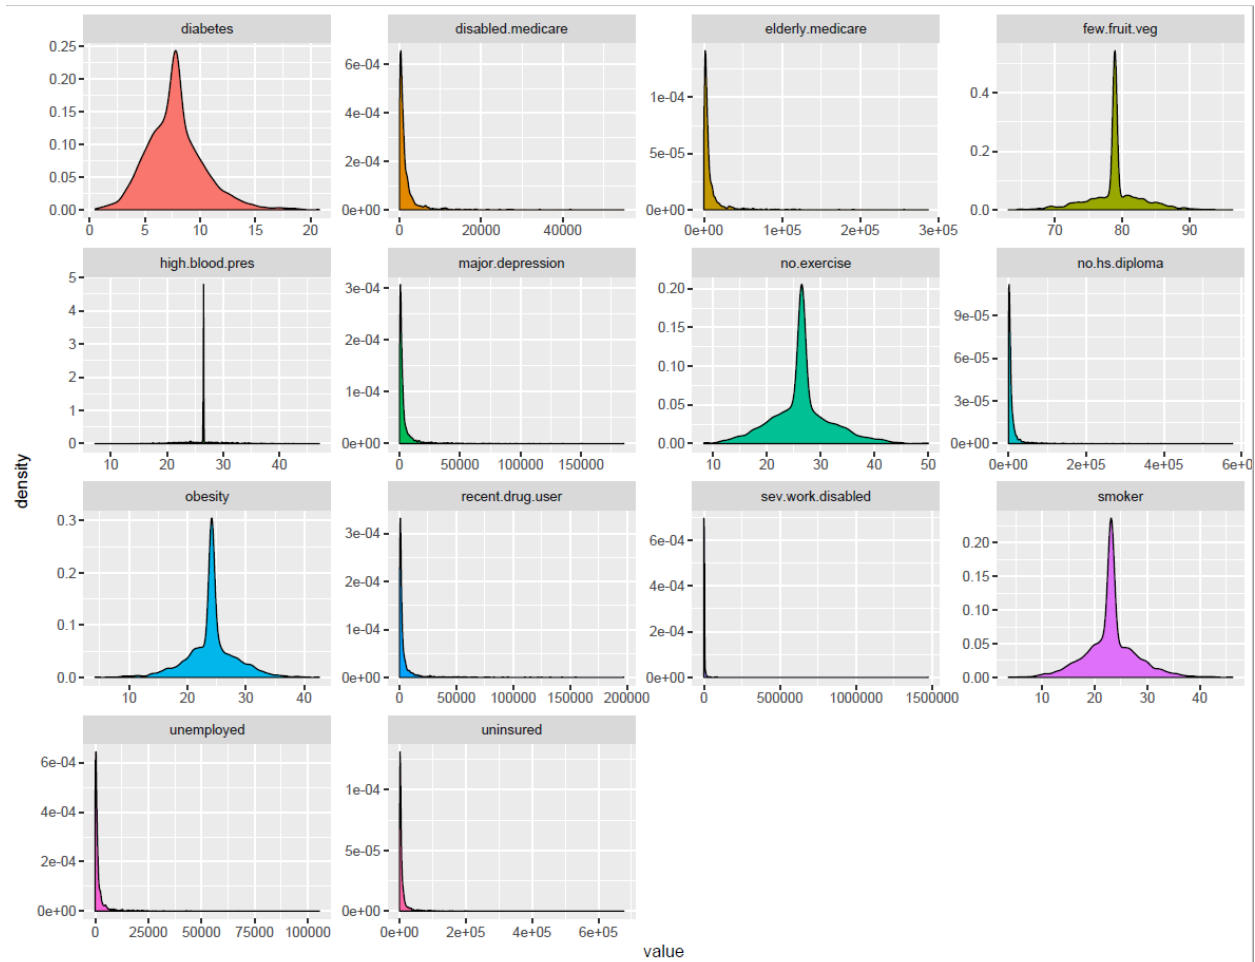 diabetes disabled.medicare elderly.medicare few.fruit.veg
0.25
0.20
0.15
0.10
0.05
0.00
0 5 10 15 20
6e-04
4e-04
2e-04
0e+00
0 20000 40000
1e-04
5e-05
0e+00
0e+00 1e+05 2e+05 3e+05
0.4
0.2
0.0
70 80 90
high.blood.pres major.depression no.exercise no.hs.diploma
5
4
3
2
1
0
10 20 30 40
3e-04
2e-04
1e-04
0e+00
0 50000 100000 150000
0.20
0.15
0.10
0.05
0.00
10 20 30 40 50
9e-05
6e-05
3e-05
0e+00
0e+00 2e+05 4e+05 6e+0
density
obesity recent.drug.user sev.work.disabled smoker
0.3
0.2
0.1
0.0
10 20 30 40
3e-04
2e-04
1e-04
0e+00
0 50000 100000 150000 200000
6e-04
4e-04
2e-04
0e+00
0 500000 1000000 1500000
0.20
0.15
0.10
0.05
0.00
10 20 30 40
unemployed uninsured
6e-04
4e-04
2e-04
0e+00
0 25000 50000 75000 100000
1e-04
5e-05
0e+00
0e+00 2e+05 4e+05 6e+05
value